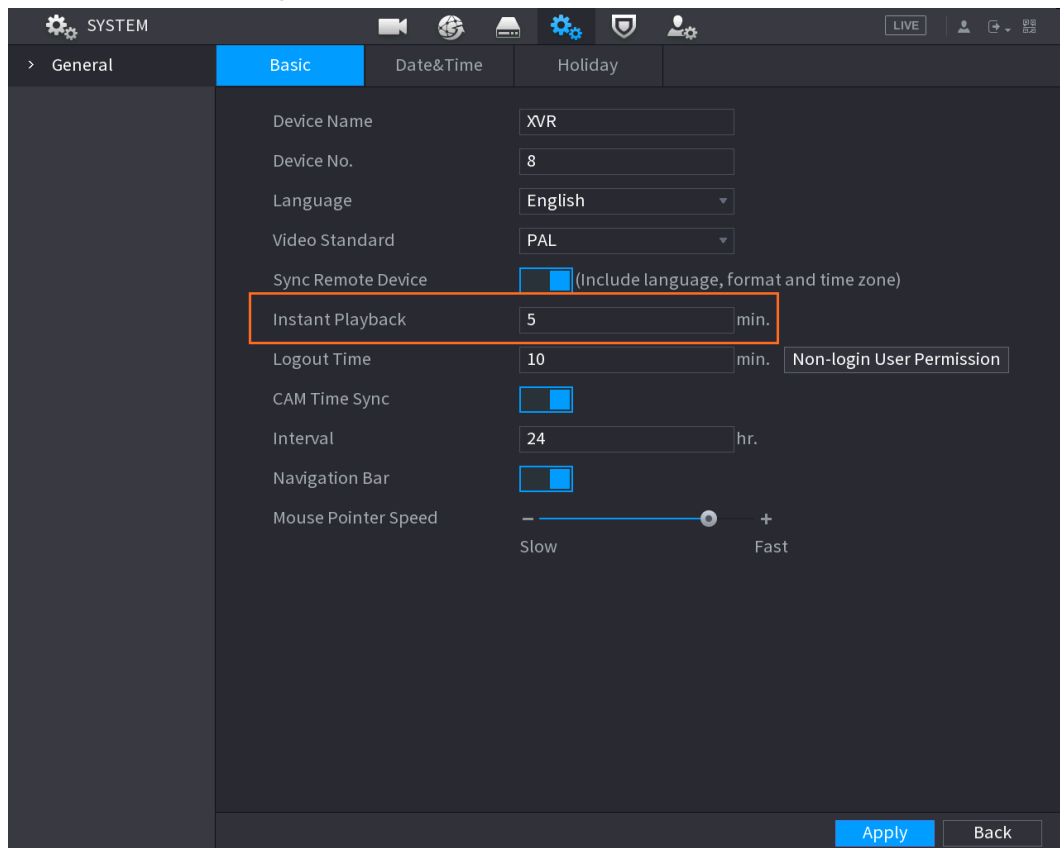 SYSTEM
LIVE
General
Basic
Date&Time
Holiday
Device Name
XVR
Device No.
8
Language
English
Video Standard
PAL
Sync Remote Device
(Include language, format and time zone)
Instant Playback
5
min.
Logout Time
10
min.
Non-login User Permission
CAM Time Sync
Interval
24
hr.
Navigation Bar
Mouse Pointer Speed
Slow
Fast
Apply
Back